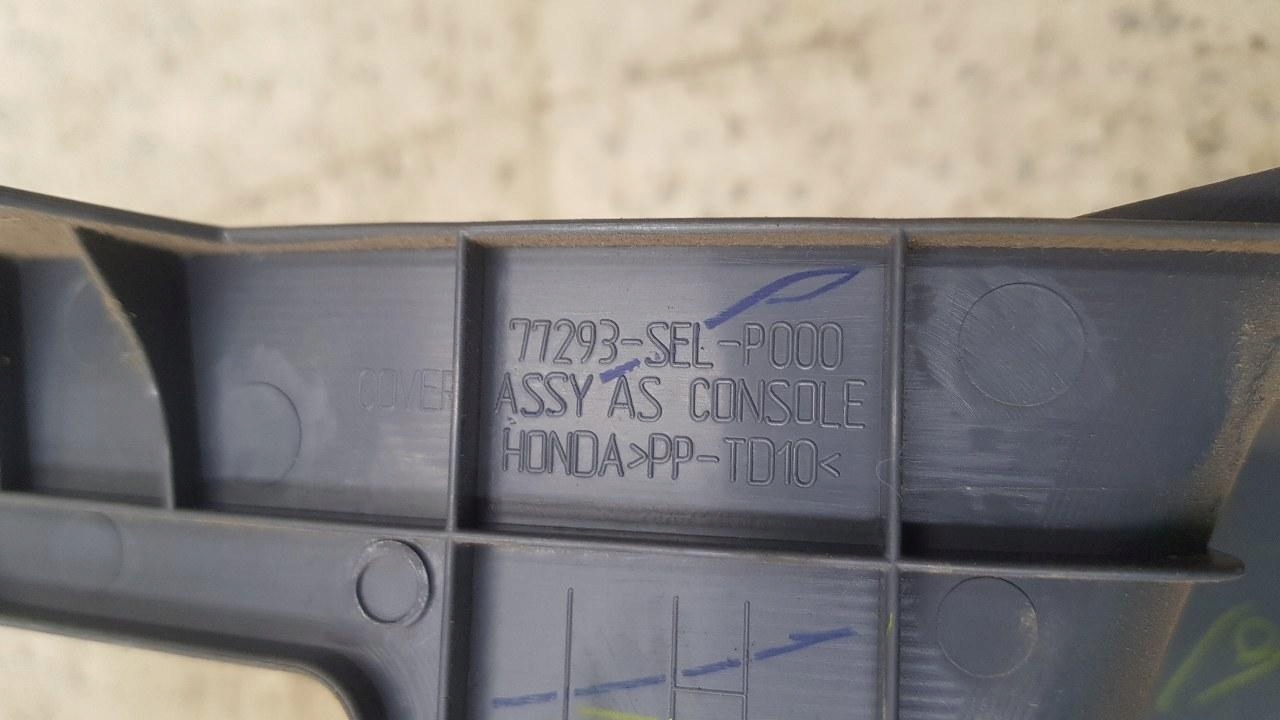 77293-SEL-P000
COVER ASSY AS CONSOLE
HONDA>PP-TD10<